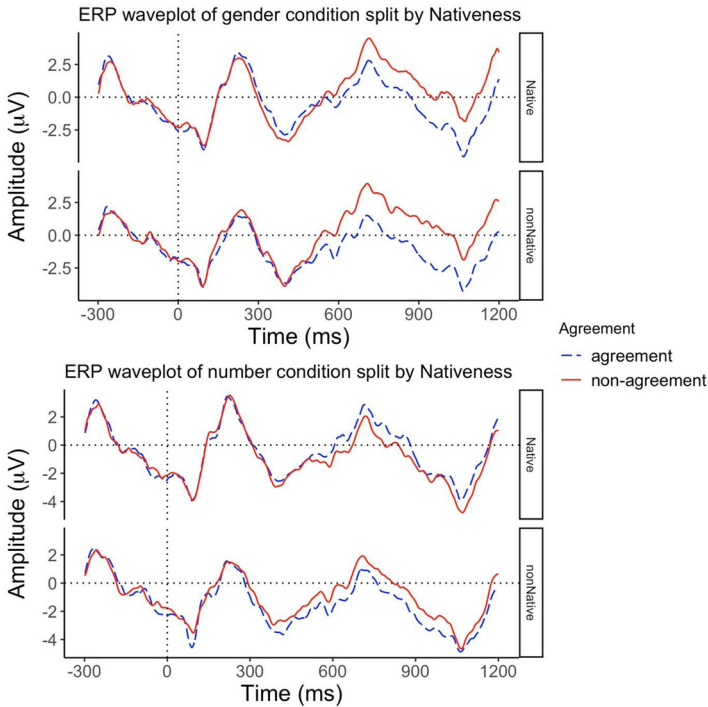 ERP waveplot of gender condition split by Nativeness
2.5
0.0
-2.5
Native
2.5
0.0
-2.5
nonNative
Amplitude (μV)
-300 0 300 600 900 1200
Time (ms)
Agreement
agreement
non-agreement
ERP waveplot of number condition split by Nativeness
2
0
-2
-4
Native
2
0
-2
-4
nonNative
Amplitude (μV)
-300 0 300 600 900 1200
Time (ms)